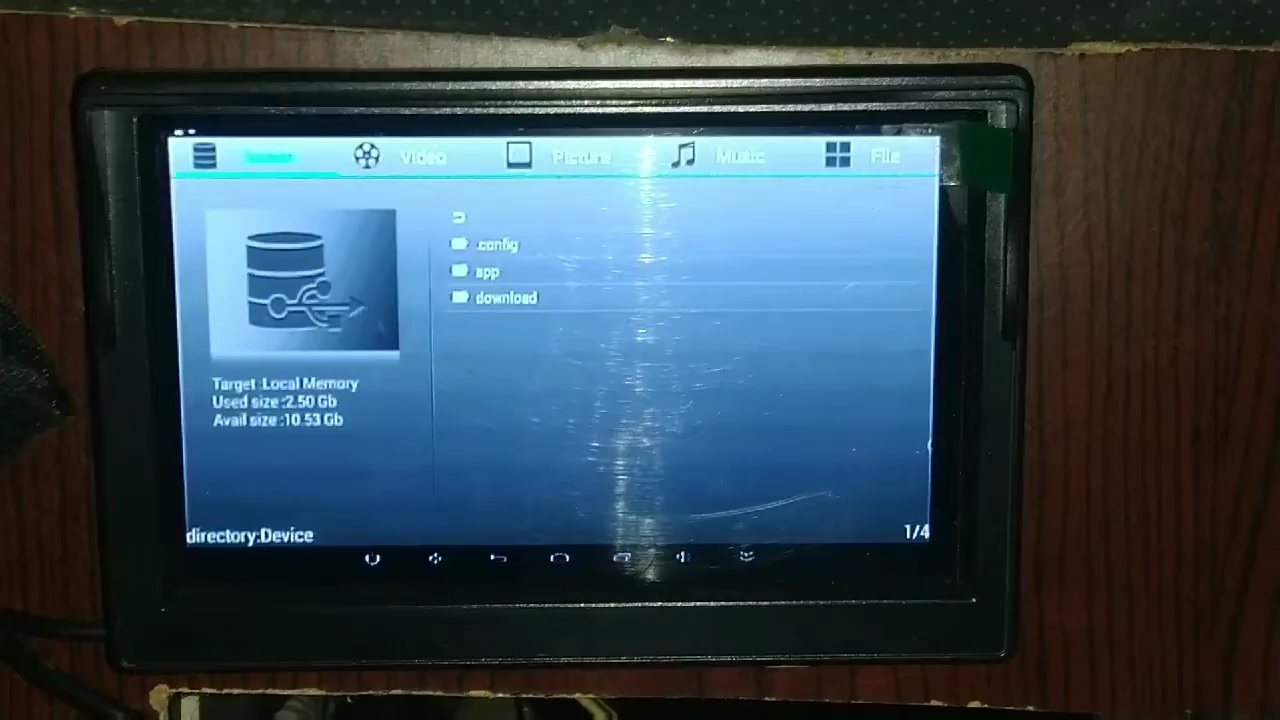 Video Picture Music File
.config
app
download
Target :Local Memory
Used size :2.50 Gb
Avail size :10.53 Gb
directory:Device
1/4